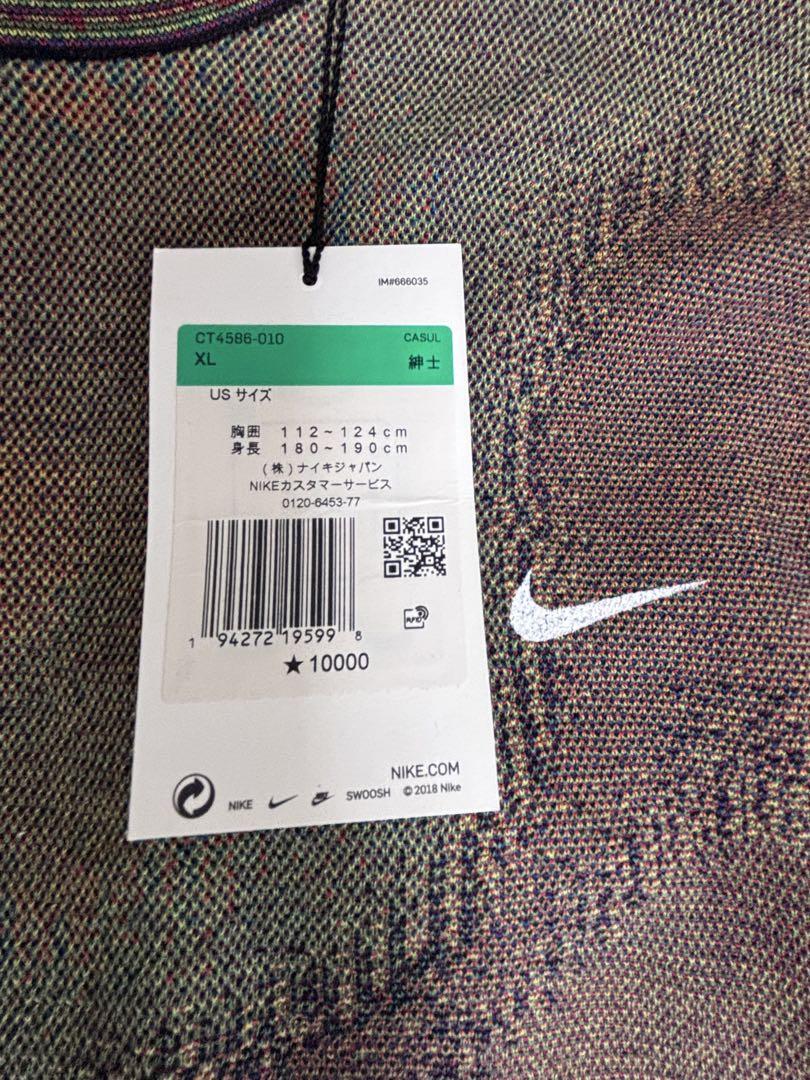 IM#666035
CT4586-010 CASUL
XL 紳士
US サイズ
胸囲 112~124cm
身長 180~190cm
(株)ナイキジャパン
NIKEカスタマーサービス
0120-6453-77
RFID
1 94272 19599 8
★10000
NIKE.COM
NIKE SWOOSH ©2018 Nike